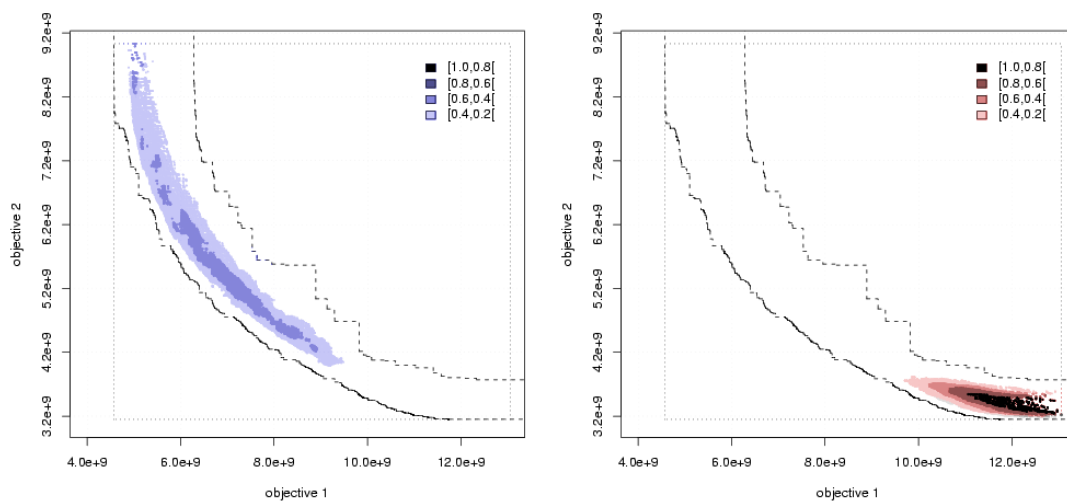 [1.0,0.8[
[0.8,0.6[
[0.6,0.4[
[0.4,0.2[
objective 2
9.2e+9
8.2e+9
7.2e+9
6.2e+9
5.2e+9
4.2e+9
3.2e+9
4.0e+9 6.0e+9 8.0e+9 10.0e+9 12.0e+9
objective 1
[1.0,0.8[
[0.8,0.6[
[0.6,0.4[
[0.4,0.2[
objective 2
9.2e+9
8.2e+9
7.2e+9
6.2e+9
5.2e+9
4.2e+9
3.2e+9
4.0e+9 6.0e+9 8.0e+9 10.0e+9 12.0e+9
objective 1